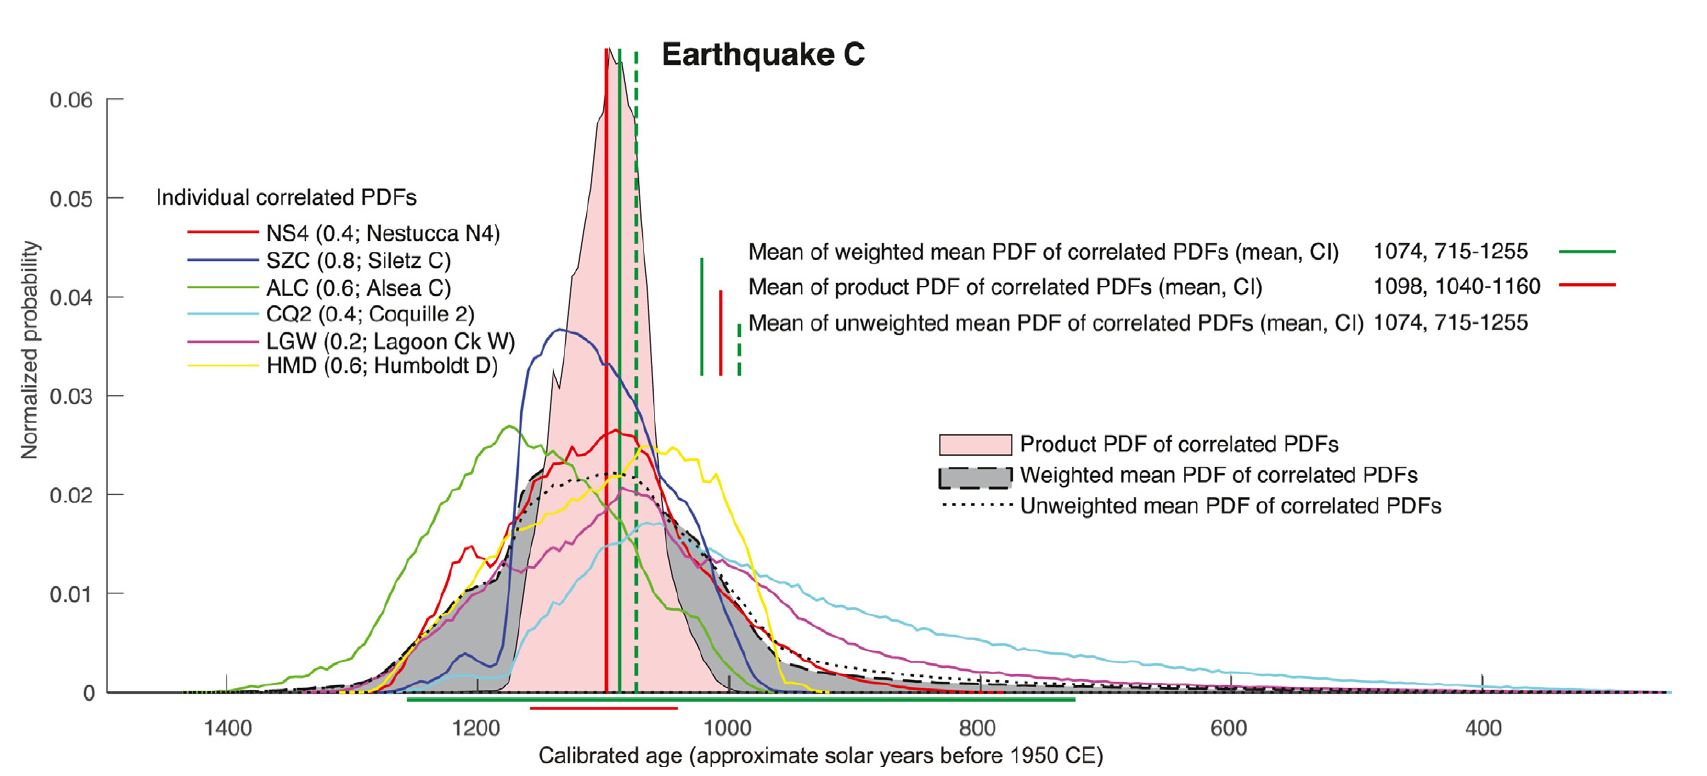 Earthquake C
0.06
0.05
0.04
0.03
0.02
0.01
0
Normalized probability
Individual correlated PDFs
NS4 (0.4; Nestucca N4)
SZC (0.8; Siletz C)
ALC (0.6; Alsea C)
CQ2 (0.4; Coquille 2)
LGW (0.2; Lagoon Ck W)
HMD (0.6; Humboldt D)
Mean of weighted mean PDF of correlated PDFs (mean, CI) 1074, 715-1255
Mean of product PDF of correlated PDFs (mean, CI) 1098, 1040-1160
Mean of unweighted mean PDF of correlated PDFs (mean, CI) 1074, 715-1255
Product PDF of correlated PDFs
Weighted mean PDF of correlated PDFs
Unweighted mean PDF of correlated PDFs
1400 1200 1000 800 600 400
Calibrated age (approximate solar years before 1950 CE)